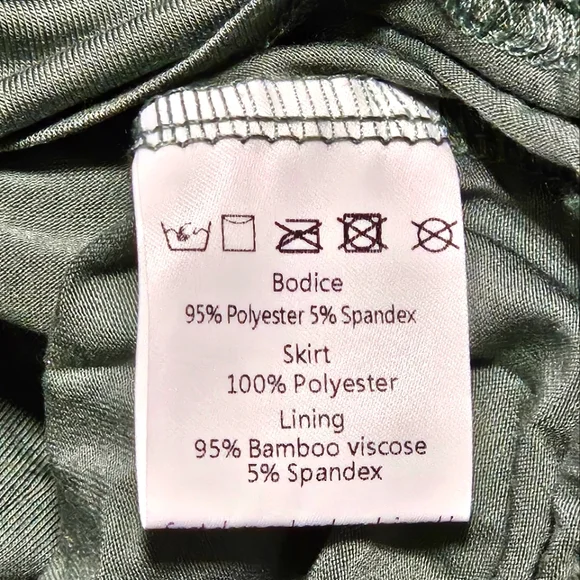 Bodice
95% Polyester 5% Spandex
Skirt
100% Polyester
Lining
95% Bamboo viscose
5% Spandex